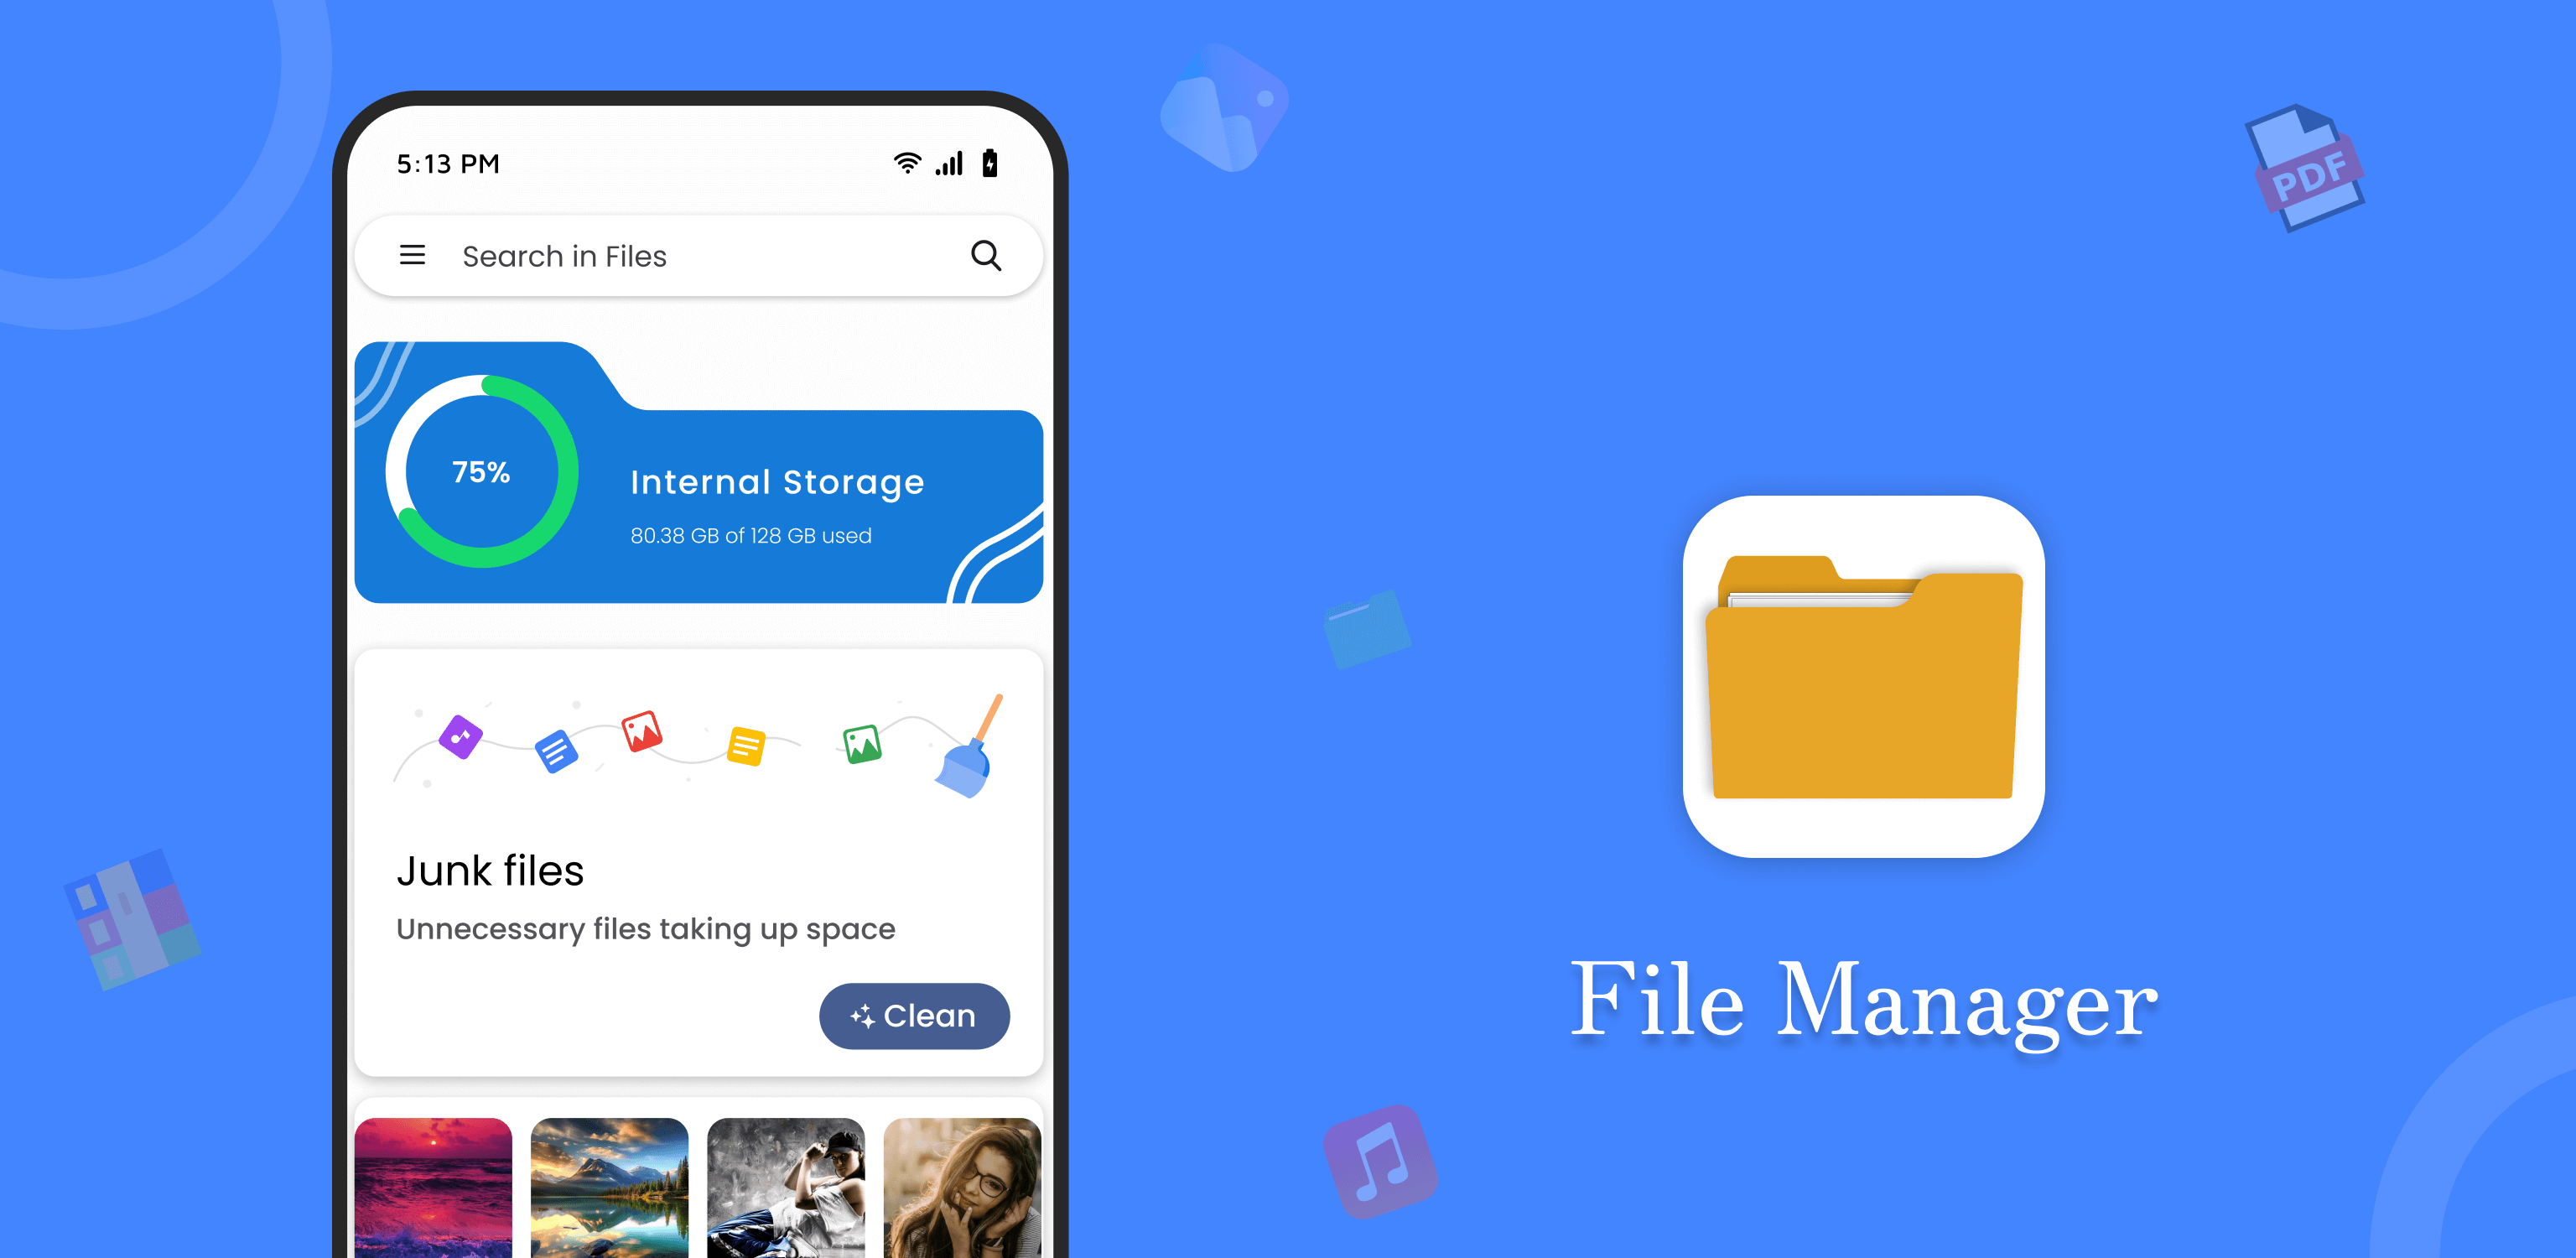 5:13 PM
Search in Files
75%
Internal Storage
80.38 GB of 128 GB used
Junk files
Unnecessary files taking up space
Clean
PDF
File Manager